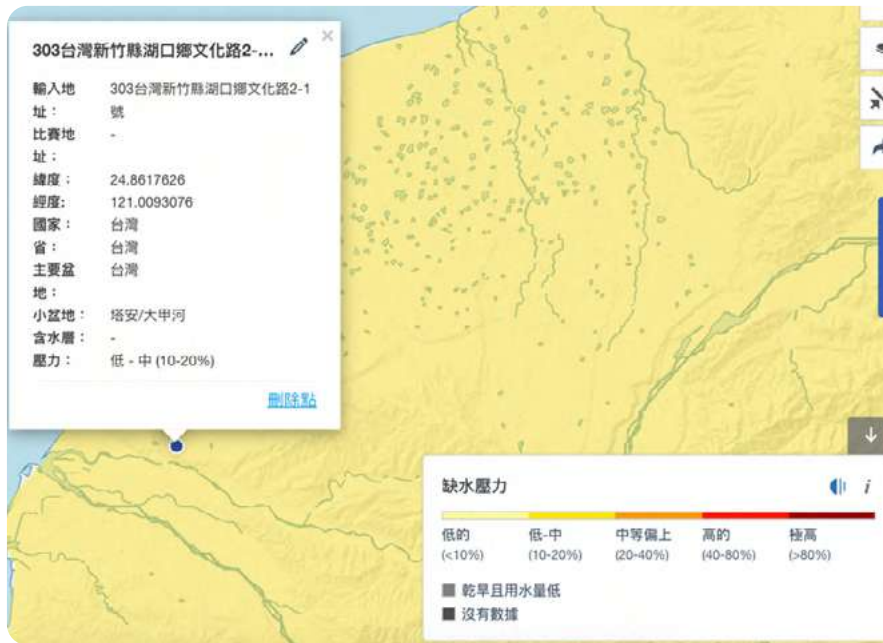 303台灣新竹縣湖口鄉文化路2-...
輸入地址： 303台灣新竹縣湖口鄉文化路2-1號
比賽地址： -
緯度： 24.8617626
經度: 121.0093076
國家： 台灣
省： 台灣
主要盆地： 台灣
小盆地： 塔安/大甲河
含水層： -
壓力： 低 - 中 (10-20%)
刪除點
缺水壓力
低的 低-中 中等偏上 高的 極高
(<10%) (10-20%) (20-40%) (40-80%) (>80%)
乾旱且用水量低
沒有數據